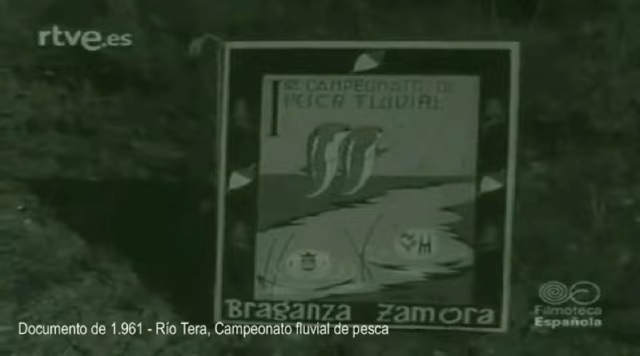 rtve.es
Iᵉʳ CAMPEONATO DE
PESCA FLUVIAL
H
Braganza Zamora
Filmoteca
Española
Documento de 1.961 - Río Tera, Campeonato fluvial de pesca